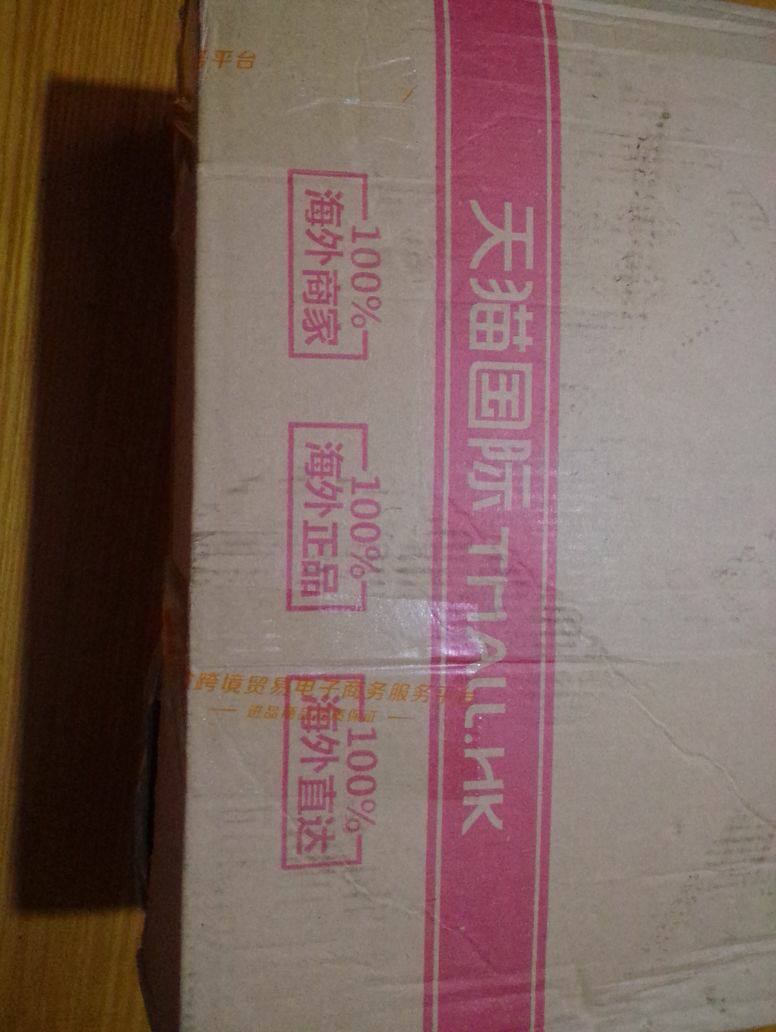 天猫国际 TMALL.HK
100%
海外商家
100%
海外正品
100%
海外直达
跨境贸易电子商务服务平台
平台